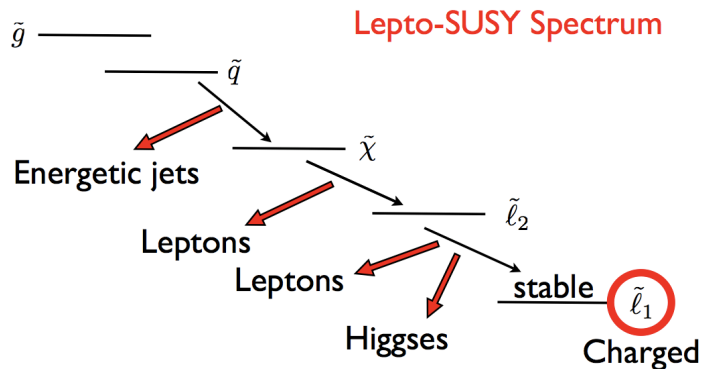 Lepto-SUSY Spectrum
g̃
q̃
Energetic jets
χ̃
Leptons
ℓ̃₂
Leptons
stable
ℓ̃₁
Higgses
Charged